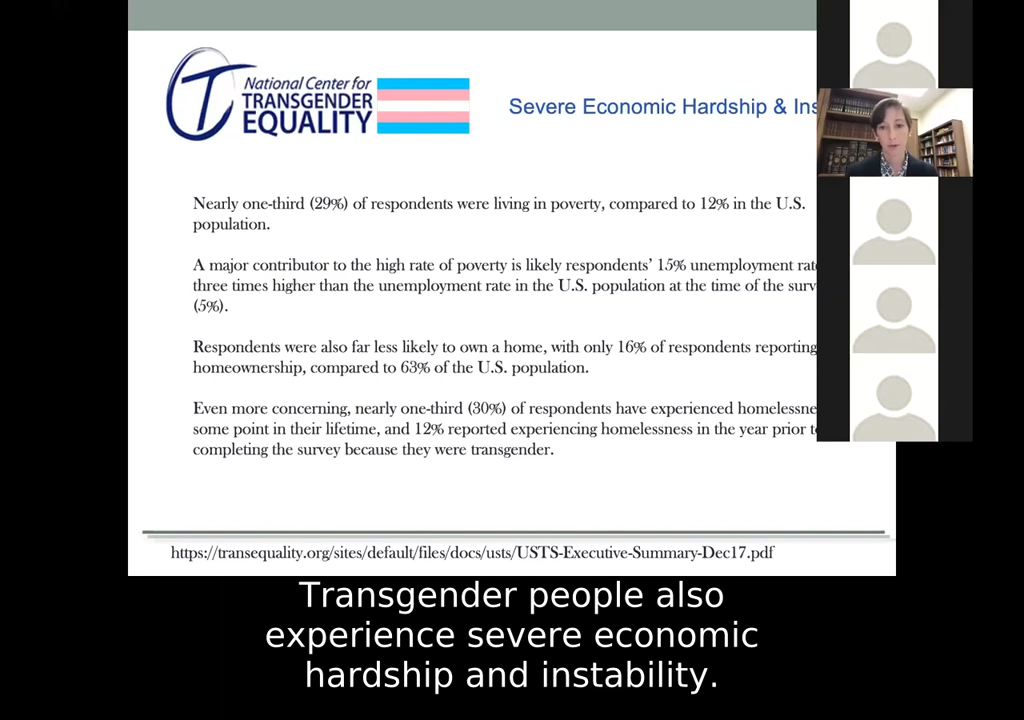 National Center for
TRANSGENDER
EQUALITY
Severe Economic Hardship &
Nearly one-third (29%) of respondents were living in poverty, compared to 12% in the U.S.
population.
A major contributor to the high rate of poverty is likely respondents’ 15% unemployment
three times higher than the unemployment rate in the U.S. population at the time of the
(5%).
Respondents were also far less likely to own a home, with only 16% of respondents reporting
homeownership, compared to 63% of the U.S. population.
Even more concerning, nearly one-third (30%) of respondents have experienced
some point in their lifetime, and 12% reported experiencing homelessness in the year prior
completing the survey because they were transgender.
https://transequality.org/sites/default/files/docs/usts/USTS-Executive-Summary-Dec17.pdf
Transgender people also
experience severe economic
hardship and instability.